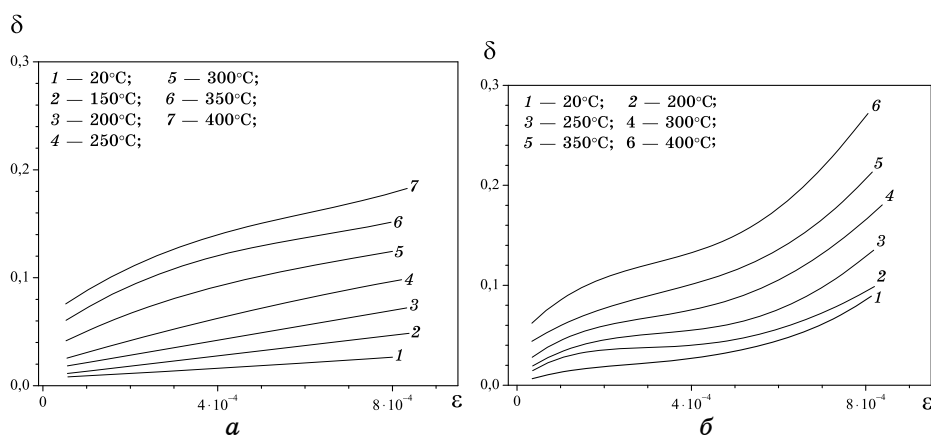 δ
0,3
1 — 20°C; 5 — 300°C;
2 — 150°C; 6 — 350°C;
3 — 200°C; 7 — 400°C;
4 — 250°C;
0,2
0,1
0,0
7
6
5
4
3
2
1
0
4·10⁻⁴
8·10⁻⁴
ε
а
δ
0,3
1 — 20°C; 2 — 200°C;
3 — 250°C; 4 — 300°C;
5 — 350°C; 6 — 400°C;
0,2
0,1
0,0
6
5
4
3
2
1
0
4·10⁻⁴
8·10⁻⁴
ε
б